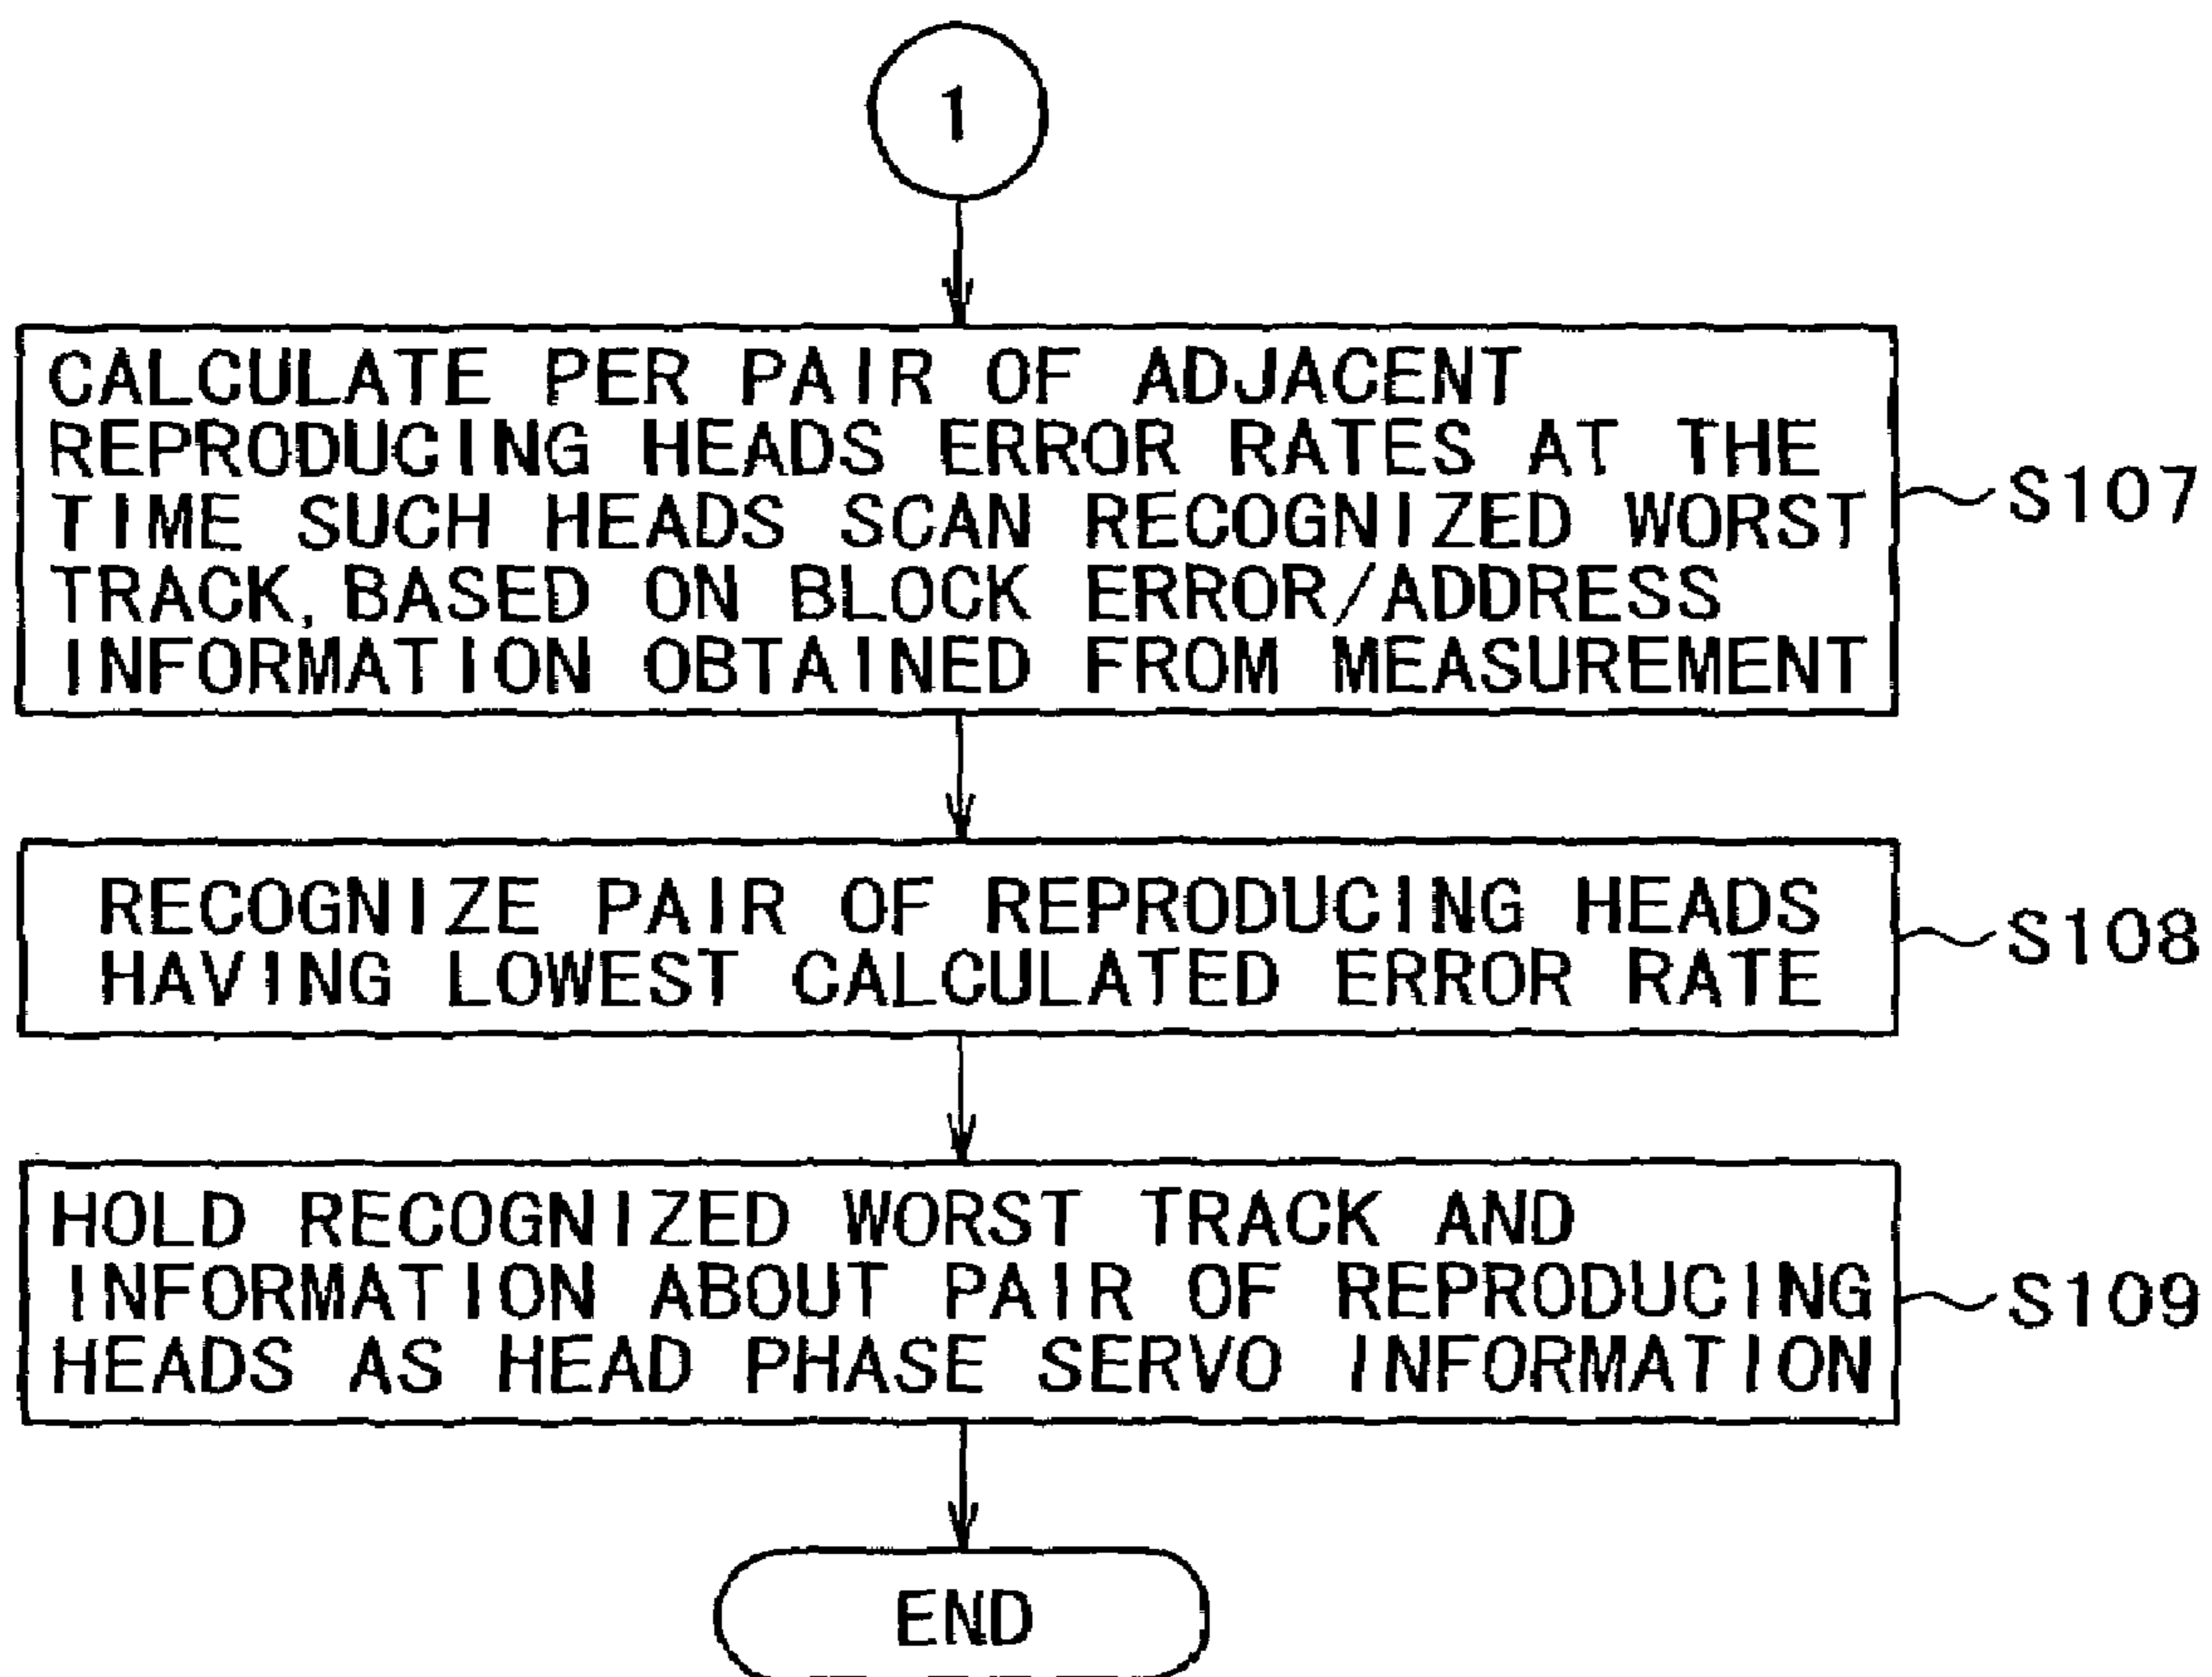 1
CALCULATE PER PAIR OF ADJACENT
REPRODUCING HEADS ERROR RATES AT THE
TIME SUCH HEADS SCAN RECOGNIZED WORST
TRACK, BASED ON BLOCK ERROR/ADDRESS
INFORMATION OBTAINED FROM MEASUREMENT
S107
RECOGNIZE PAIR OF REPRODUCING HEADS
HAVING LOWEST CALCULATED ERROR RATE
S108
HOLD RECOGNIZED WORST TRACK AND
INFORMATION ABOUT PAIR OF REPRODUCING
HEADS AS HEAD PHASE SERVO INFORMATION
S109
END